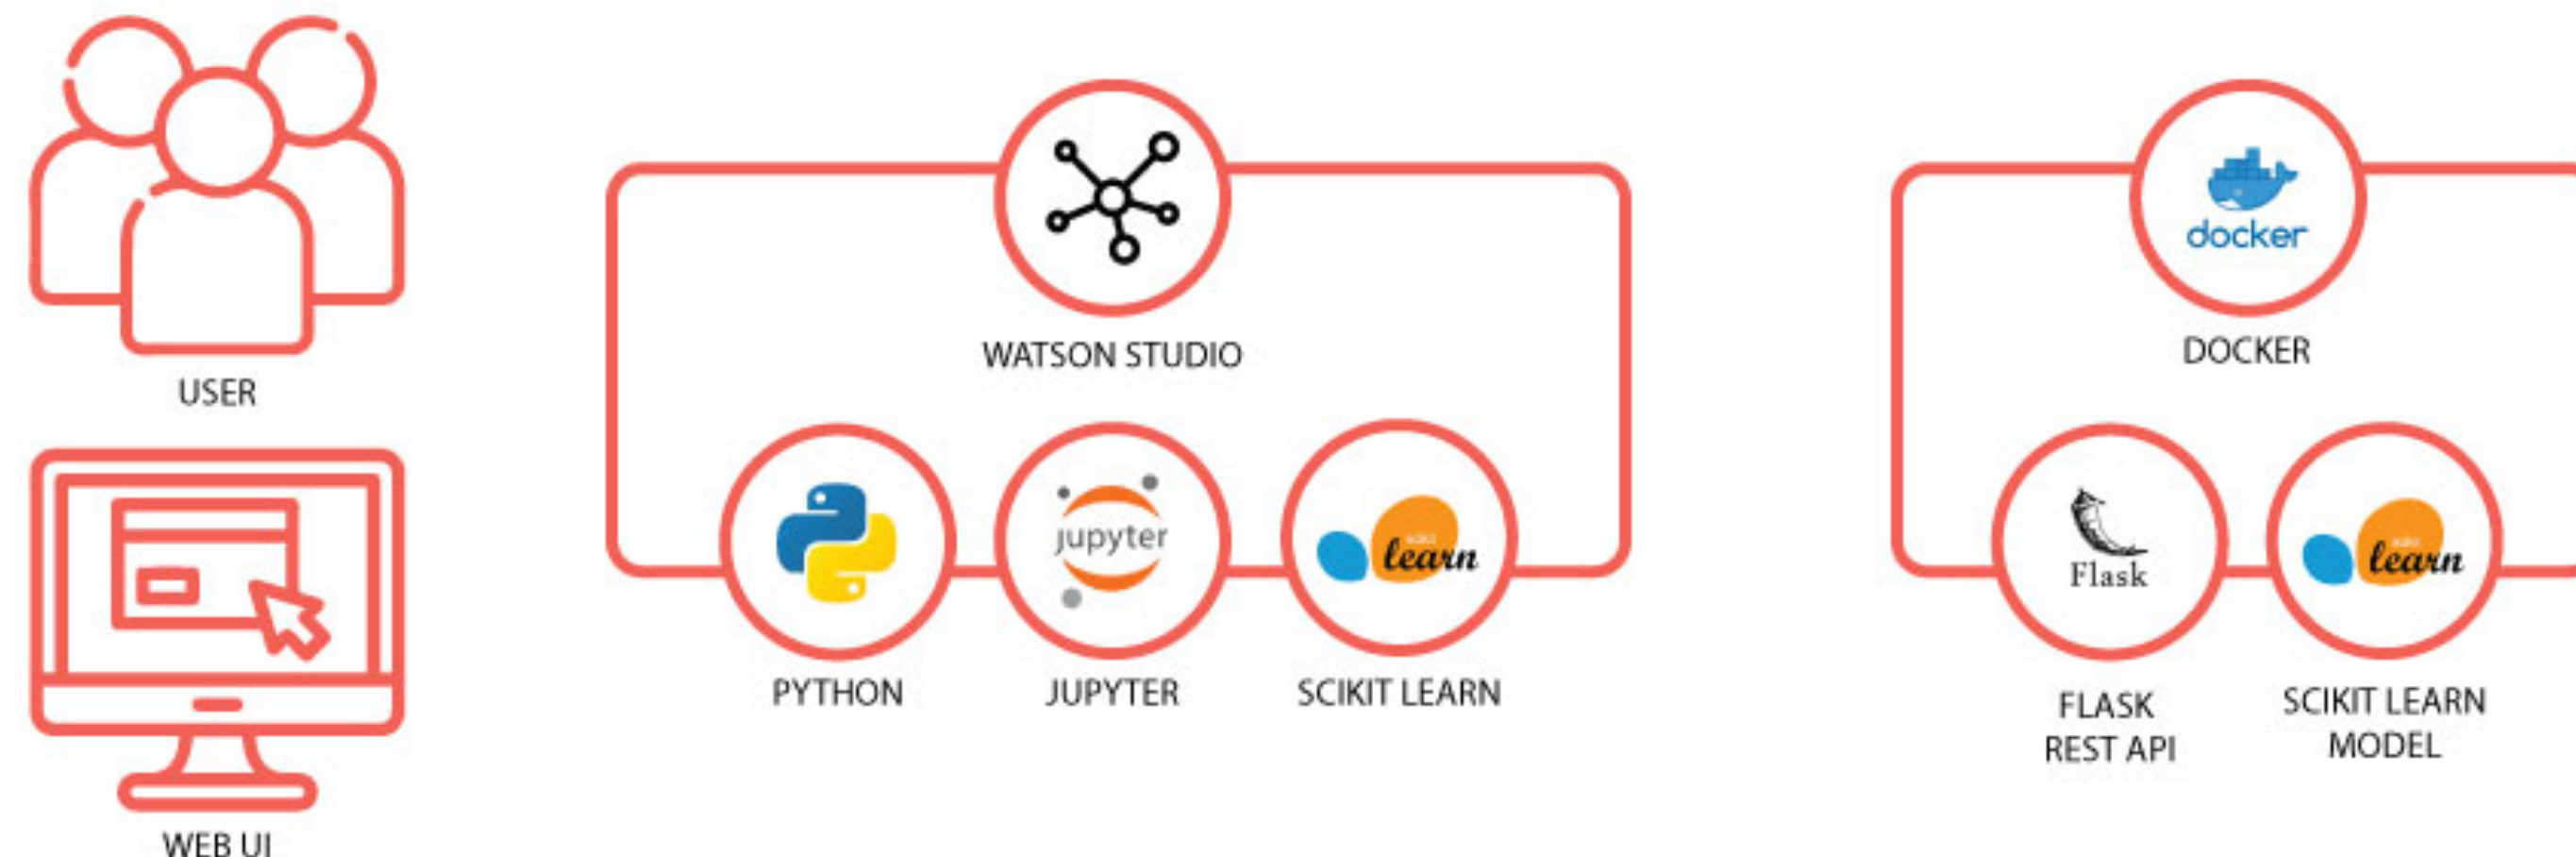 USER
WEB UI
WATSON STUDIO
jupyter
learn
PYTHON
JUPYTER
SCIKIT LEARN
docker
DOCKER
Flask
learn
FLASK
REST API
SCIKIT LEARN
MODEL